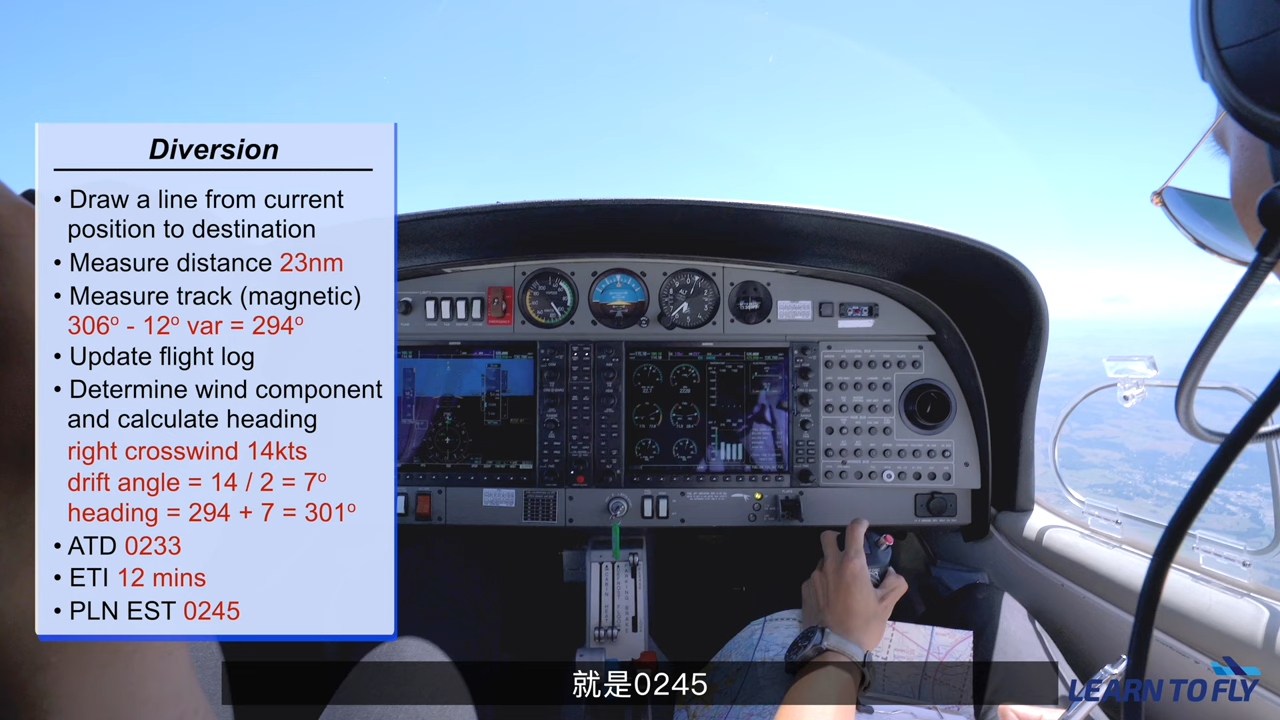 Diversion
• Draw a line from current
position to destination
• Measure distance 23nm
• Measure track (magnetic)
306º - 12º var = 294º
• Update flight log
• Determine wind component
and calculate heading
right crosswind 14kts
drift angle = 14 / 2 = 7º
heading = 294 + 7 = 301º
• ATD 0233
• ETI 12 mins
• PLN EST 0245
就是0245
LEARN TO FLY